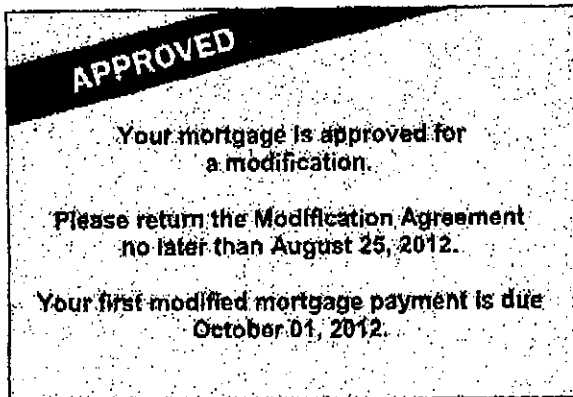 APPROVED
Your mortgage is approved for
a modification.
Please return the Modification Agreement
no later than August 25, 2012.
Your first modified mortgage payment is due
October 01, 2012.